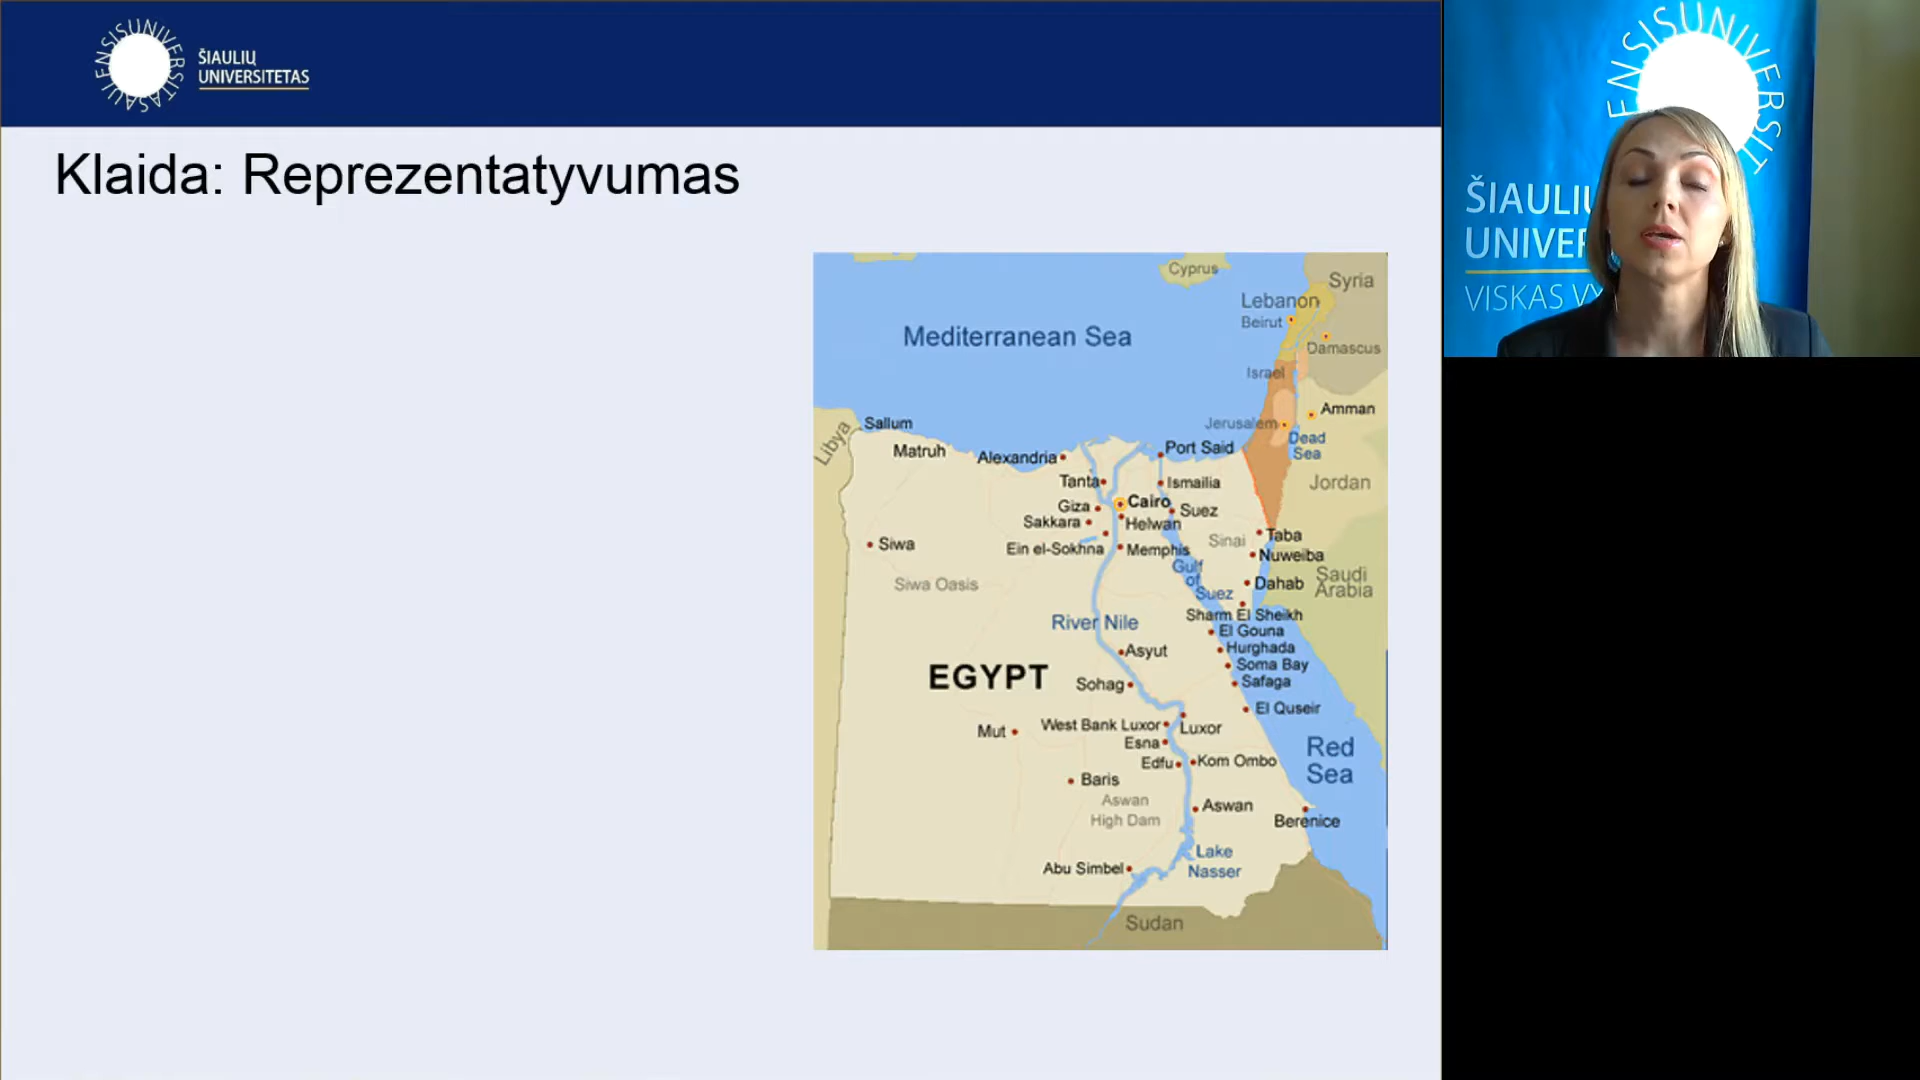 ENSISUNIVERSITASSAUL
ŠIAULIŲ
UNIVERSITETAS
Klaida: Reprezentatyvumas
Cyprus
Syria
Lebanon
Beirut
Mediterranean Sea
Damascus
Israel
Amman
Sallum
Jerusalem
Libya
Dead
Sea
Matruh
Port Said
Alexandria
Tanta
Ismailia
Jordan
Giza
Cairo
Suez
Sakkara
Helwan
Sinai
Taba
Siwa
Ein el-Sokhna
Memphis
Nuweiba
Gulf
of
Suez
Siwa Oasis
Dahab
Saudi
Arabia
Sharm El Sheikh
River Nile
El Gouna
Hurghada
Asyut
Soma Bay
EGYPT
Sohag
Safaga
El Quseir
Mut
West Bank Luxor
Luxor
Esna
Red
Sea
Edfu
Kom Ombo
Baris
Aswan
High Dam
Aswan
Berenice
Lake
Nasser
Abu Simbel
Sudan
ENSISUNIVERSIT
ŠIAULIŲ
UNIVER
VISKAS VY